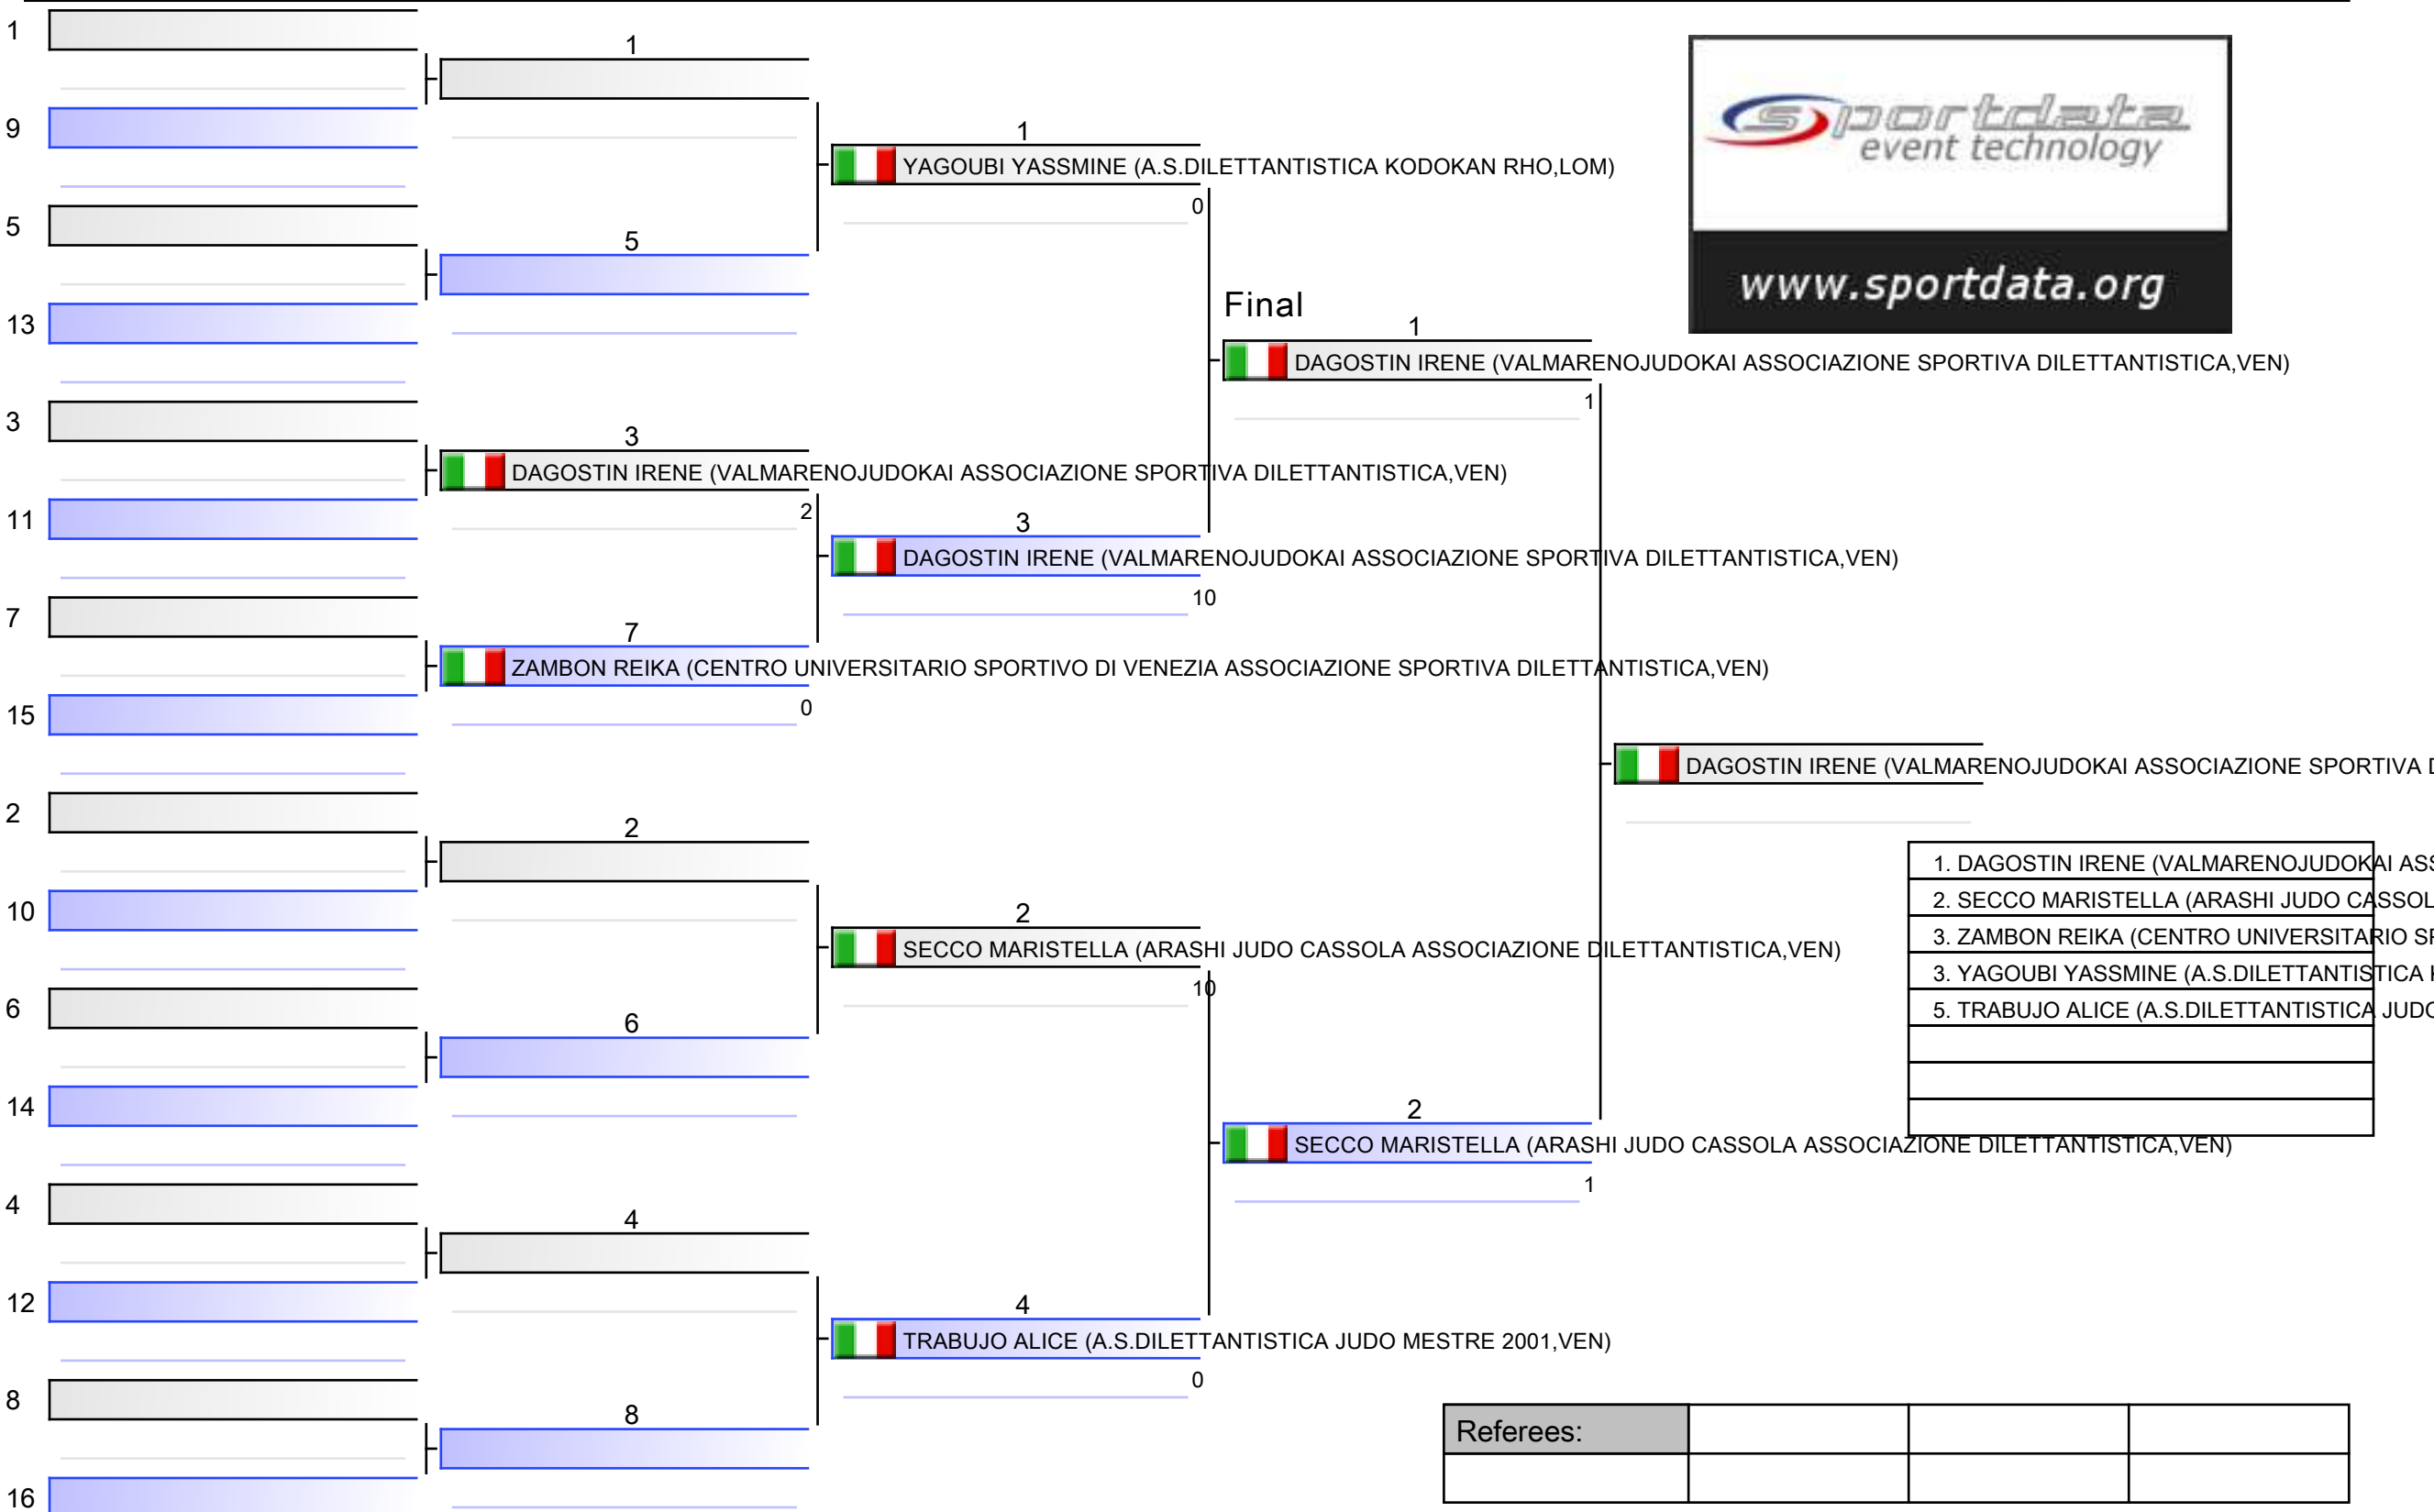 1
1
9
1
YAGOUBI YASSMINE (A.S.DILETTANTISTICA KODOKAN RHO,LOM)
0
5
5
13
3
3
DAGOSTIN IRENE (VALMARENOJUDOKAI ASSOCIAZIONE SPORTIVA DILETTANTISTICA,VEN)
2
11
3
DAGOSTIN IRENE (VALMARENOJUDOKAI ASSOCIAZIONE SPORTIVA DILETTANTISTICA,VEN)
10
7
7
ZAMBON REIKA (CENTRO UNIVERSITARIO SPORTIVO DI VENEZIA ASSOCIAZIONE SPORTIVA DILETTANTISTICA,VEN)
0
15
sportdata
event technology
www.sportdata.org
Final
1
DAGOSTIN IRENE (VALMARENOJUDOKAI ASSOCIAZIONE SPORTIVA DILETTANTISTICA,VEN)
1
DAGOSTIN IRENE (VALMARENOJUDOKAI ASSOCIAZIONE SPORTIVA
2
2
10
2
SECCO MARISTELLA (ARASHI JUDO CASSOLA ASSOCIAZIONE DILETTANTISTICA,VEN)
10
6
6
14
2
SECCO MARISTELLA (ARASHI JUDO CASSOLA ASSOCIAZIONE DILETTANTISTICA,VEN)
1
4
4
12
4
TRABUJO ALICE (A.S.DILETTANTISTICA JUDO MESTRE 2001,VEN)
0
8
8
16
1. DAGOSTIN IRENE (VALMARENOJUDOKAI ASS
2. SECCO MARISTELLA (ARASHI JUDO CASSOL
3. ZAMBON REIKA (CENTRO UNIVERSITARIO SP
3. YAGOUBI YASSMINE (A.S.DILETTANTISTICA
5. TRABUJO ALICE (A.S.DILETTANTISTICA JUDO
Referees: